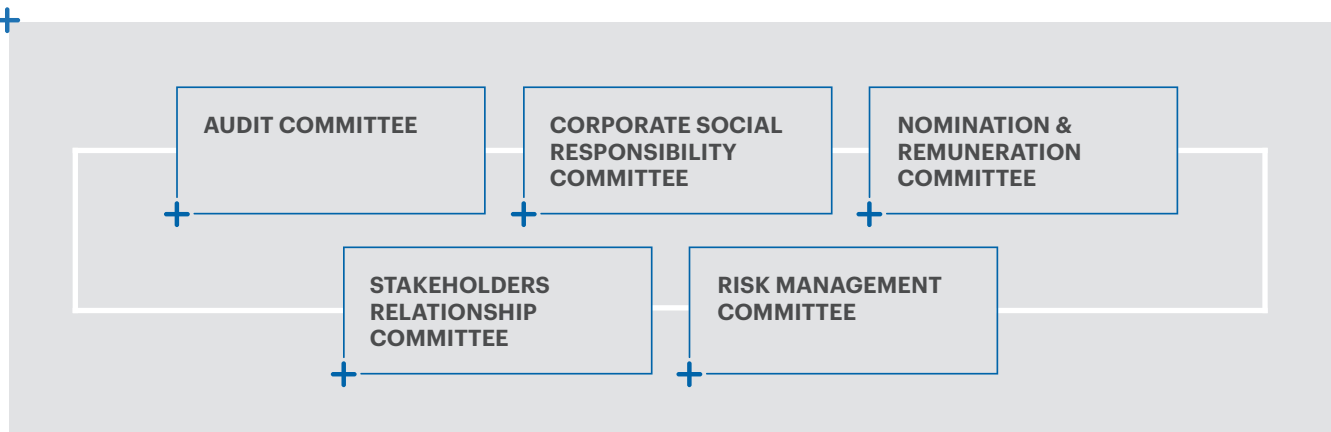 AUDIT COMMITTEE
CORPORATE SOCIAL
RESPONSIBILITY
COMMITTEE
NOMINATION &
REMUNERATION
COMMITTEE
STAKEHOLDERS
RELATIONSHIP
COMMITTEE
RISK MANAGEMENT
COMMITTEE